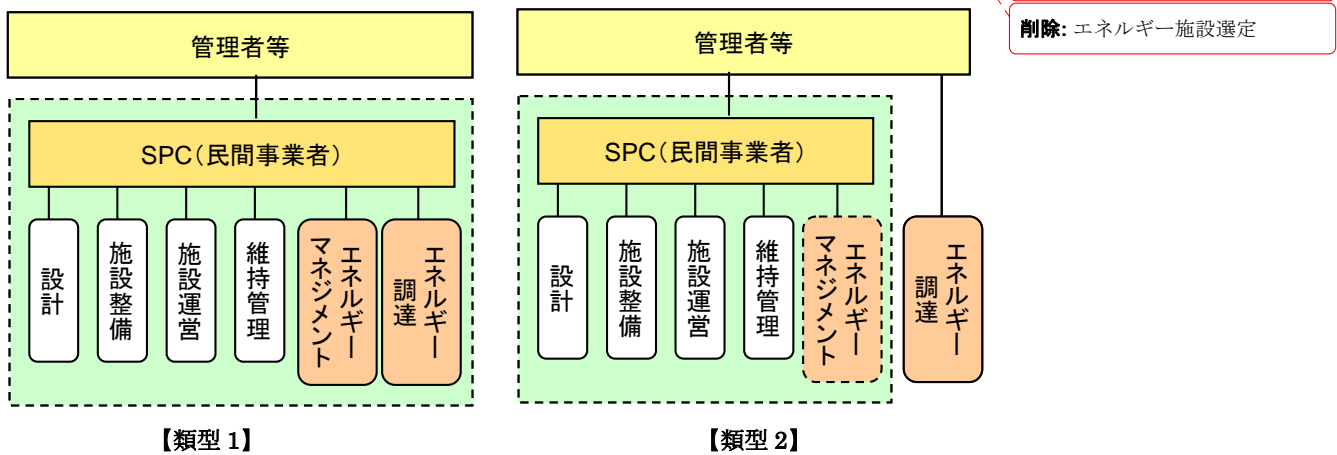 管理者等
SPC（民間事業者）
設計
施設整備
施設運営
維持管理
エネルギー
マネジメント
エネルギー
調達
【類型 1】
管理者等
SPC（民間事業者）
設計
施設整備
施設運営
維持管理
エネルギー
マネジメント
エネルギー
調達
【類型 2】
削除: エネルギー施設選定